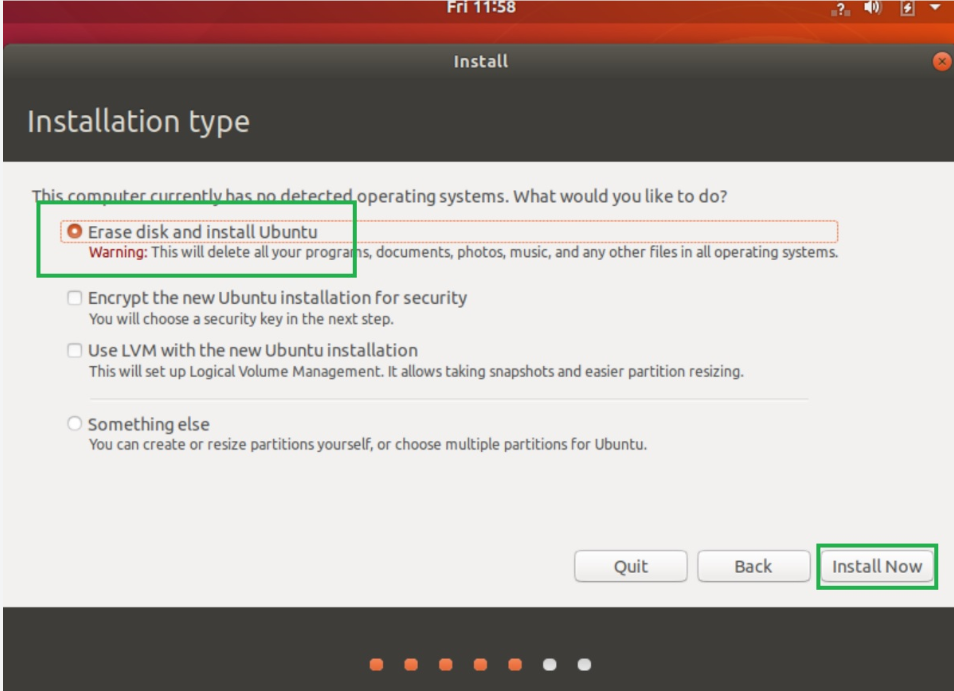 Fri 11:58
?
Install
Installation type
This computer currently has no detected operating systems. What would you like to do?
Erase disk and install Ubuntu
Warning: This will delete all your programs, documents, photos, music, and any other files in all operating systems.
Encrypt the new Ubuntu installation for security
You will choose a security key in the next step.
Use LVM with the new Ubuntu installation
This will set up Logical Volume Management. It allows taking snapshots and easier partition resizing.
Something else
You can create or resize partitions yourself, or choose multiple partitions for Ubuntu.
Quit
Back
Install Now